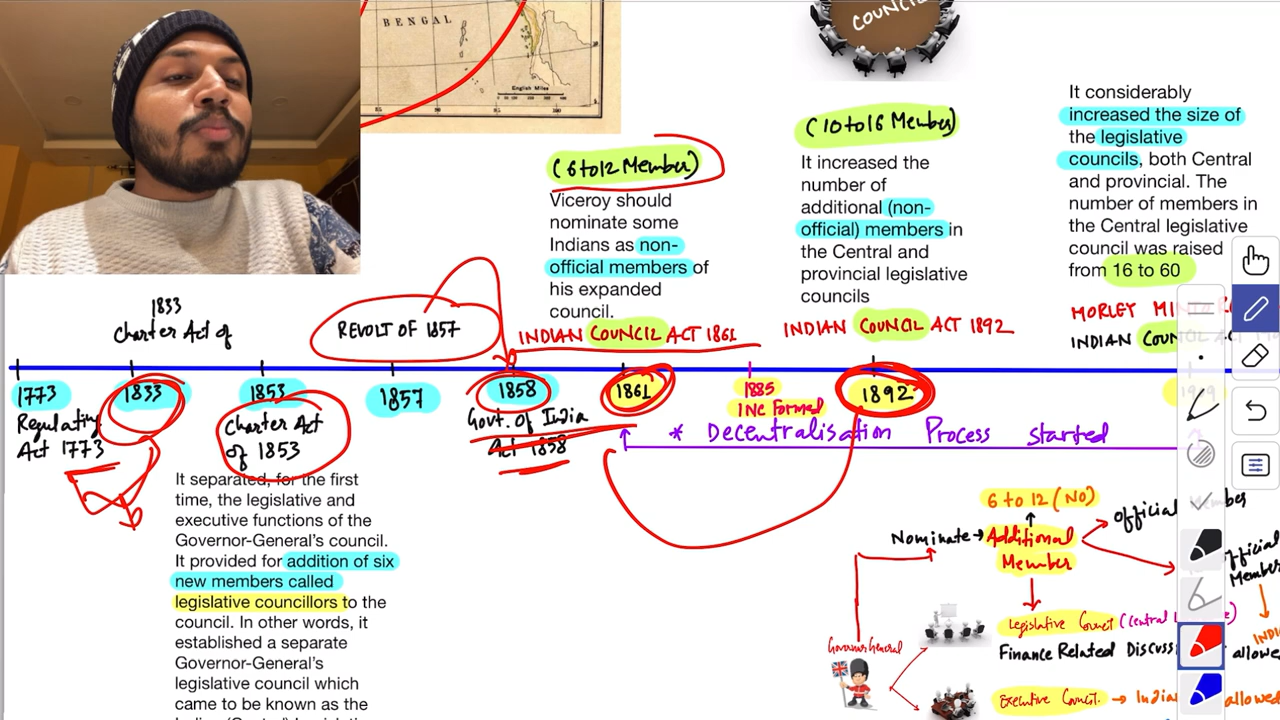 BENGAL
English Miles
COUNCIL
(6 to 12 Member)
Viceroy should
nominate some
Indians as non-
official members of
his expanded
council.
INDIAN COUNCIL ACT 1861
(10 to 16 Member)
It increased the
number of
additional (non-
official) members in
the Central and
provincial legislative
councils
INDIAN COUNCIL ACT 1892
It considerably
increased the size of
the legislative
councils, both Central
and provincial. The
number of members in
the Central legislative
council was raised
from 16 to 60
MORLEY MINTO
INDIAN COUNCIL
1833
Charter Act of
REVOLT OF 1857
1773
Regulating
Act 1773
1833
1853
Charter Act
of 1853
1857
1858
Govt. of India
Act 1858
1861
1885
INC Formed
1892
* Decentralisation Process started
It separated, for the first
time, the legislative and
executive functions of the
Governor-General's council.
It provided for addition of six
new members called
legislative councillors to the
council. In other words, it
established a separate
Governor-General's
legislative council which
came to be known as the
6 to 12 (NO)
Nominate
Additional
Member
official Member
official
Member
Governor General
Legislative Council (Central
Finance Related Discuss
allowed
INDI
Executive Council. → India
allowed